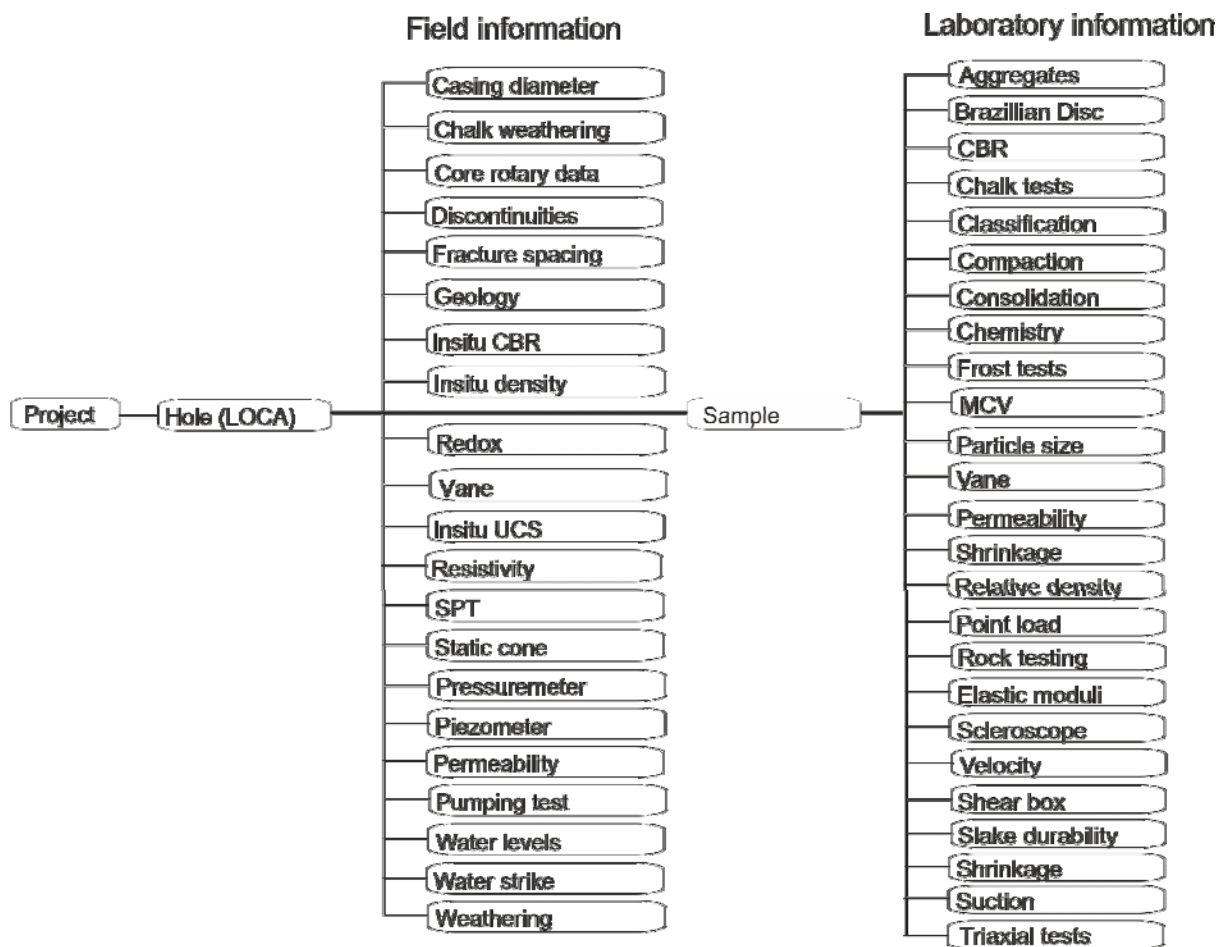 Field information
Laboratory information
Project
Hole (LOCA)
Casing diameter
Chalk weathering
Core rotary data
Discontinuities
Fracture spacing
Geology
Insitu CBR
Insitu density
Redox
Vane
Insitu UCS
Resistivity
SPT
Static cone
Pressuremeter
Piezometer
Permeability
Pumping test
Water levels
Water strike
Weathering
Sample
Aggregates
Brazillian Disc
CBR
Chalk tests
Classification
Compaction
Consolidation
Chemistry
Frost tests
MCV
Particle size
Vane
Permeability
Shrinkage
Relative density
Point load
Rock testing
Elastic moduli
Scleroscope
Velocity
Shear box
Slake durability
Shrinkage
Suction
Triaxial tests